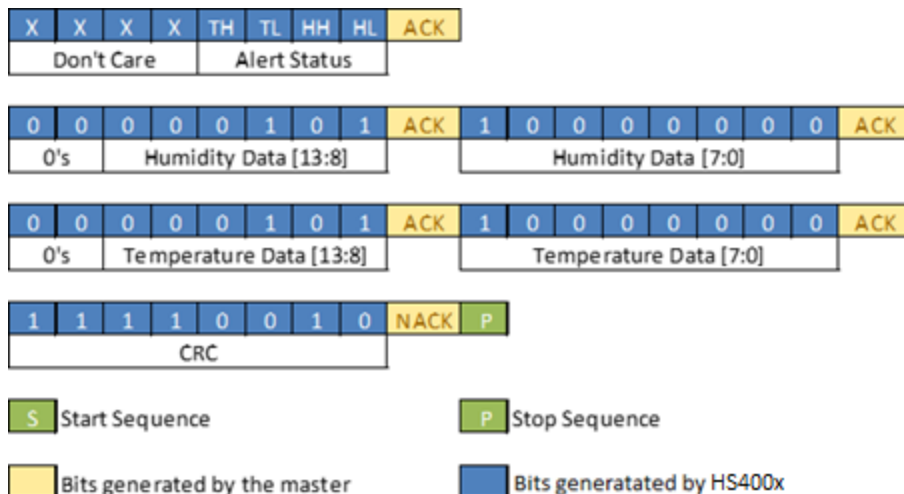 X X X X TH TL HH HL ACK
Don't Care Alert Status
0 0 0 0 0 1 0 1 ACK 1 0 0 0 0 0 0 0 ACK
0's Humidity Data [13:8] Humidity Data [7:0]
0 0 0 0 0 1 0 1 ACK 1 0 0 0 0 0 0 0 ACK
0's Temperature Data [13:8] Temperature Data [7:0]
1 1 1 1 0 0 1 0 NACK P
CRC
S Start Sequence P Stop Sequence
Bits generated by the master Bits generatated by HS400x